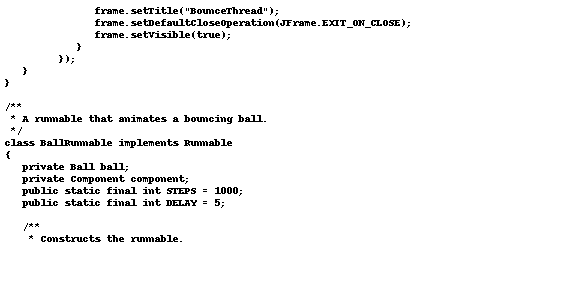 frame.setTitle("BounceThread");
frame.setDefaultCloseOperation(JFrame.EXIT_ON_CLOSE);
frame.setVisible(true);
}
});
}
}
/**
* A runnable that animates a bouncing ball.
*/
class BallRunnable implements Runnable
{
private Ball ball;
private Component component;
public static final int STEPS = 1000;
public static final int DELAY = 5;
/**
* Constructs the runnable.